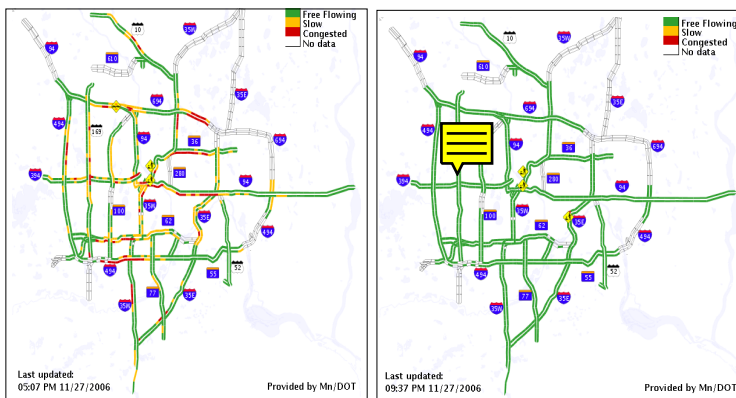 Free Flowing
Slow
Congested
No data
35W
10
94
610
35E
694
494
169
94
36
694
394
280
94
100
35W
62
35E
494
494
52
55
77
35W
35E
Last updated:
05:07 PM 11/27/2006
Provided by Mn/DOT
Free Flowing
Slow
Congested
No data
35W
10
94
610
35E
694
494
94
36
694
394
280
94
100
35W
62
35E
494
494
52
55
77
35W
35E
Last updated:
09:37 PM 11/27/2006
Provided by Mn/DOT